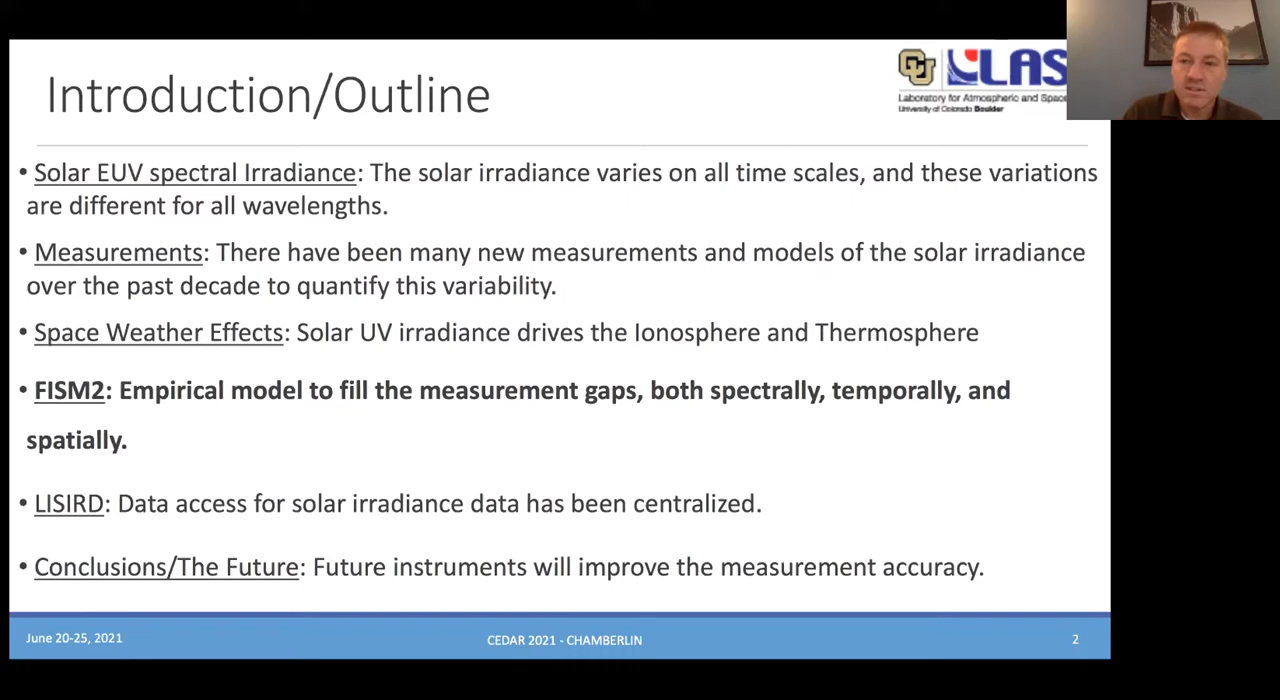 Introduction/Outline
CU
LAS
Laboratory for Atmospheric and Space
University of Colorado Boulder
• Solar EUV spectral Irradiance: The solar irradiance varies on all time scales, and these variations
are different for all wavelengths.
• Measurements: There have been many new measurements and models of the solar irradiance
over the past decade to quantify this variability.
• Space Weather Effects: Solar UV irradiance drives the Ionosphere and Thermosphere
• FISM2: Empirical model to fill the measurement gaps, both spectrally, temporally, and
spatially.
• LISIRD: Data access for solar irradiance data has been centralized.
• Conclusions/The Future: Future instruments will improve the measurement accuracy.
June 20-25, 2021
CEDAR 2021 - CHAMBERLIN
2